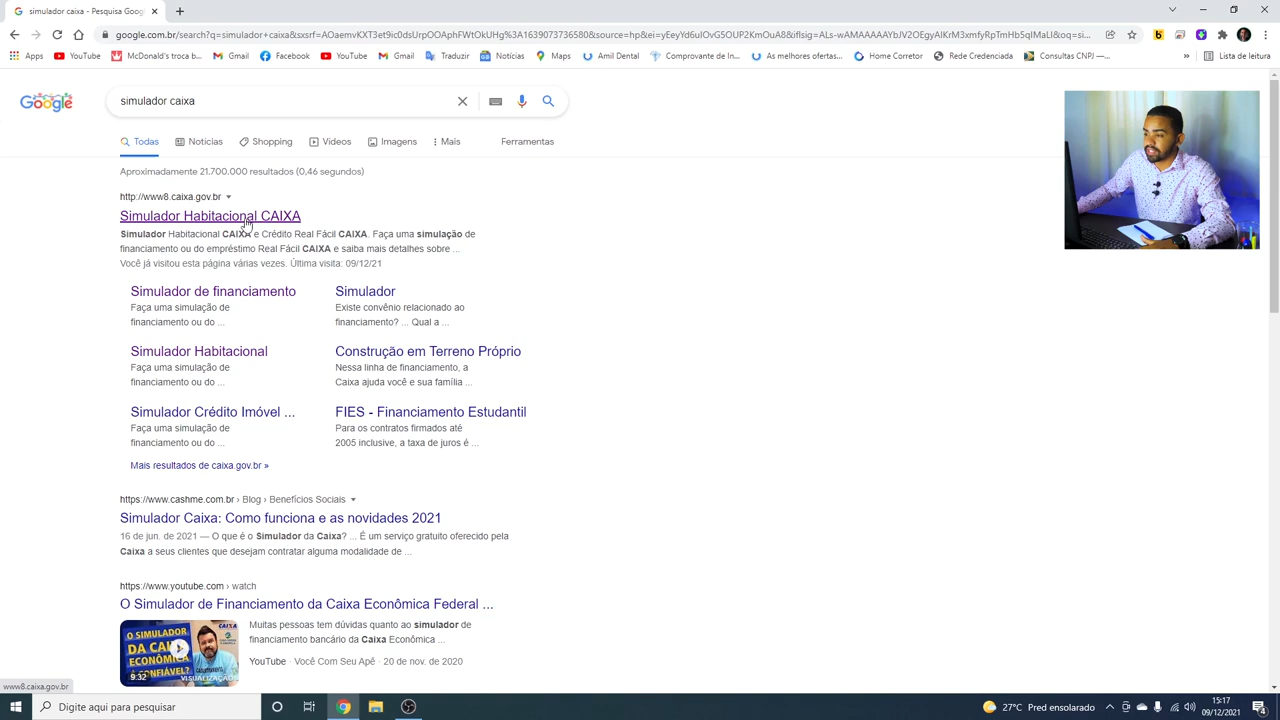 simulador caixa - Pesquisa Goog
google.com.br/search?q=simulador+caixa&sxsrf=
Apps
YouTube
McDonald's troca b...
Gmail
Facebook
YouTube
Gmail
Traduzir
Notícias
Maps
Amil Dental
Comprovante de inp...
As melhores ofertas...
Home Corretor
Rede Credenciada
Consultas CNPJ —...
»
Lista de leitura
Google
simulador caixa
Todas
Notícias
Shopping
Vídeos
Imagens
Mais
Ferramentas
Aproximadamente 21.700.000 resultados (0,46 segundos)
http://www8.caixa.gov.br
Simulador Habitacional CAIXA
Simulador Habitacional CAIXA e Crédito Real Fácil CAIXA. Faça uma simulação de
financiamento ou do empréstimo Real Fácil CAIXA e saiba mais detalhes sobre ...
Você já visitou esta página várias vezes. Última visita: 09/12/21
Simulador de financiamento
Faça uma simulação de
financiamento ou do ...
Simulador
Existe convênio relacionado ao
financiamento? ... Qual a ...
Simulador Habitacional
Faça uma simulação de
financiamento ou do ...
Construção em Terreno Próprio
Nessa linha de financiamento, a
Caixa ajuda você e sua família ...
Simulador Crédito Imóvel ...
Faça uma simulação de
financiamento ou do ...
FIES - Financiamento Estudantil
Para os contratos firmados até
2005 inclusive, a taxa de juros é ...
Mais resultados de caixa.gov.br »
https://www.cashme.com.br › Blog › Benefícios Sociais
Simulador Caixa: Como funciona e as novidades 2021
16 de jun. de 2021 — O que é o Simulador da Caixa? ... É um serviço gratuito oferecido pela
Caixa a seus clientes que desejam contratar alguma modalidade de ...
https://www.youtube.com › watch
O Simulador de Financiamento da Caixa Econômica Federal ...
Muitas pessoas tem dúvidas quanto ao simulador de
financiamento bancário da Caixa Econômica ...
YouTube · Você Com Seu Apê · 20 de nov. de 2020
O SIMULADOR
DA CAIXA
ECONÔMICA
É CONFIÁVEL?
CAIXA
9:32
VISUALIZAÇÃO
www8.caixa.gov.br
Digite aqui para pesquisar
27°C Pred ensolarado
15:17
09/12/2021
4